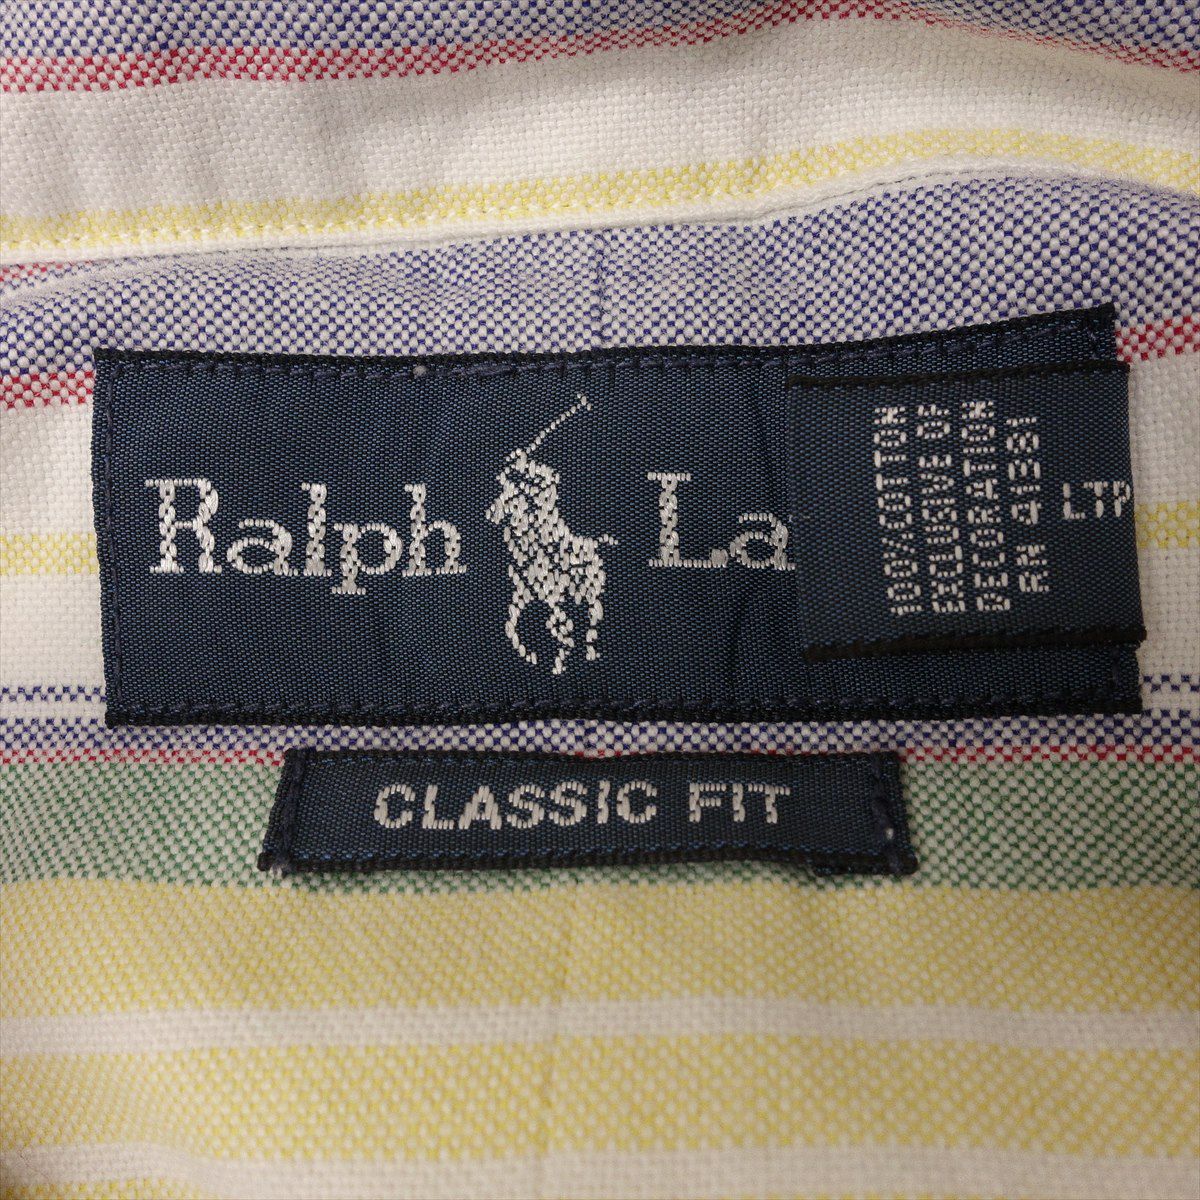 Ralph La
100%COTTON
EXCLUSIVE OF
DECORATION
RN 41381
LTP
CLASSIC FIT